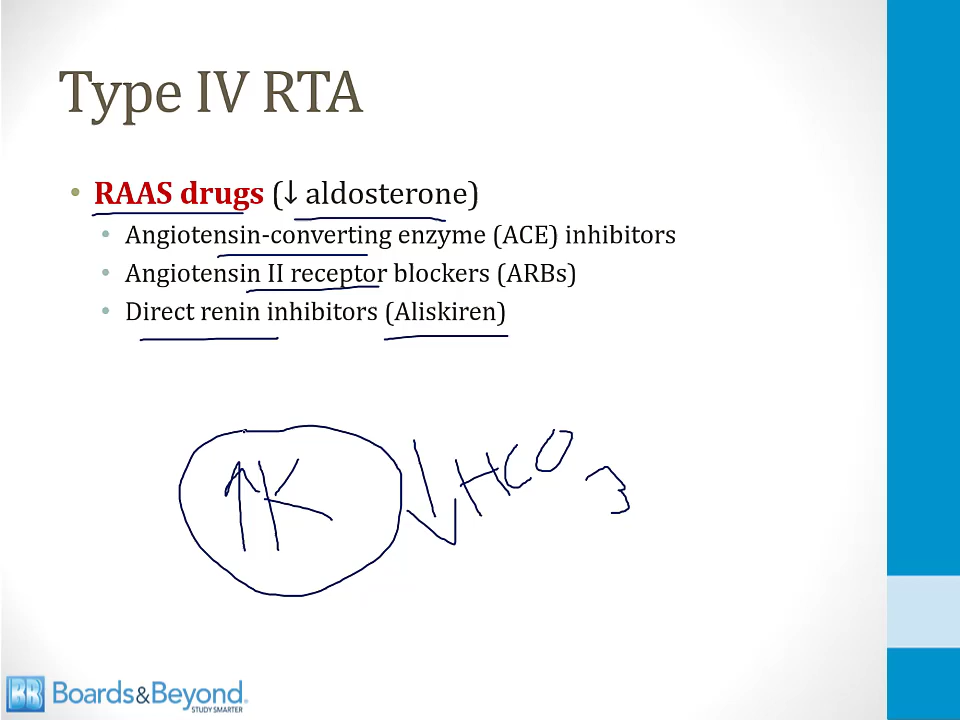 Type IV RTA
• RAAS drugs (↓ aldosterone)
• Angiotensin-converting enzyme (ACE) inhibitors
• Angiotensin II receptor blockers (ARBs)
• Direct renin inhibitors (Aliskiren)
↑K ↓HCO3
BB Boards&Beyond.
STUDY SMARTER